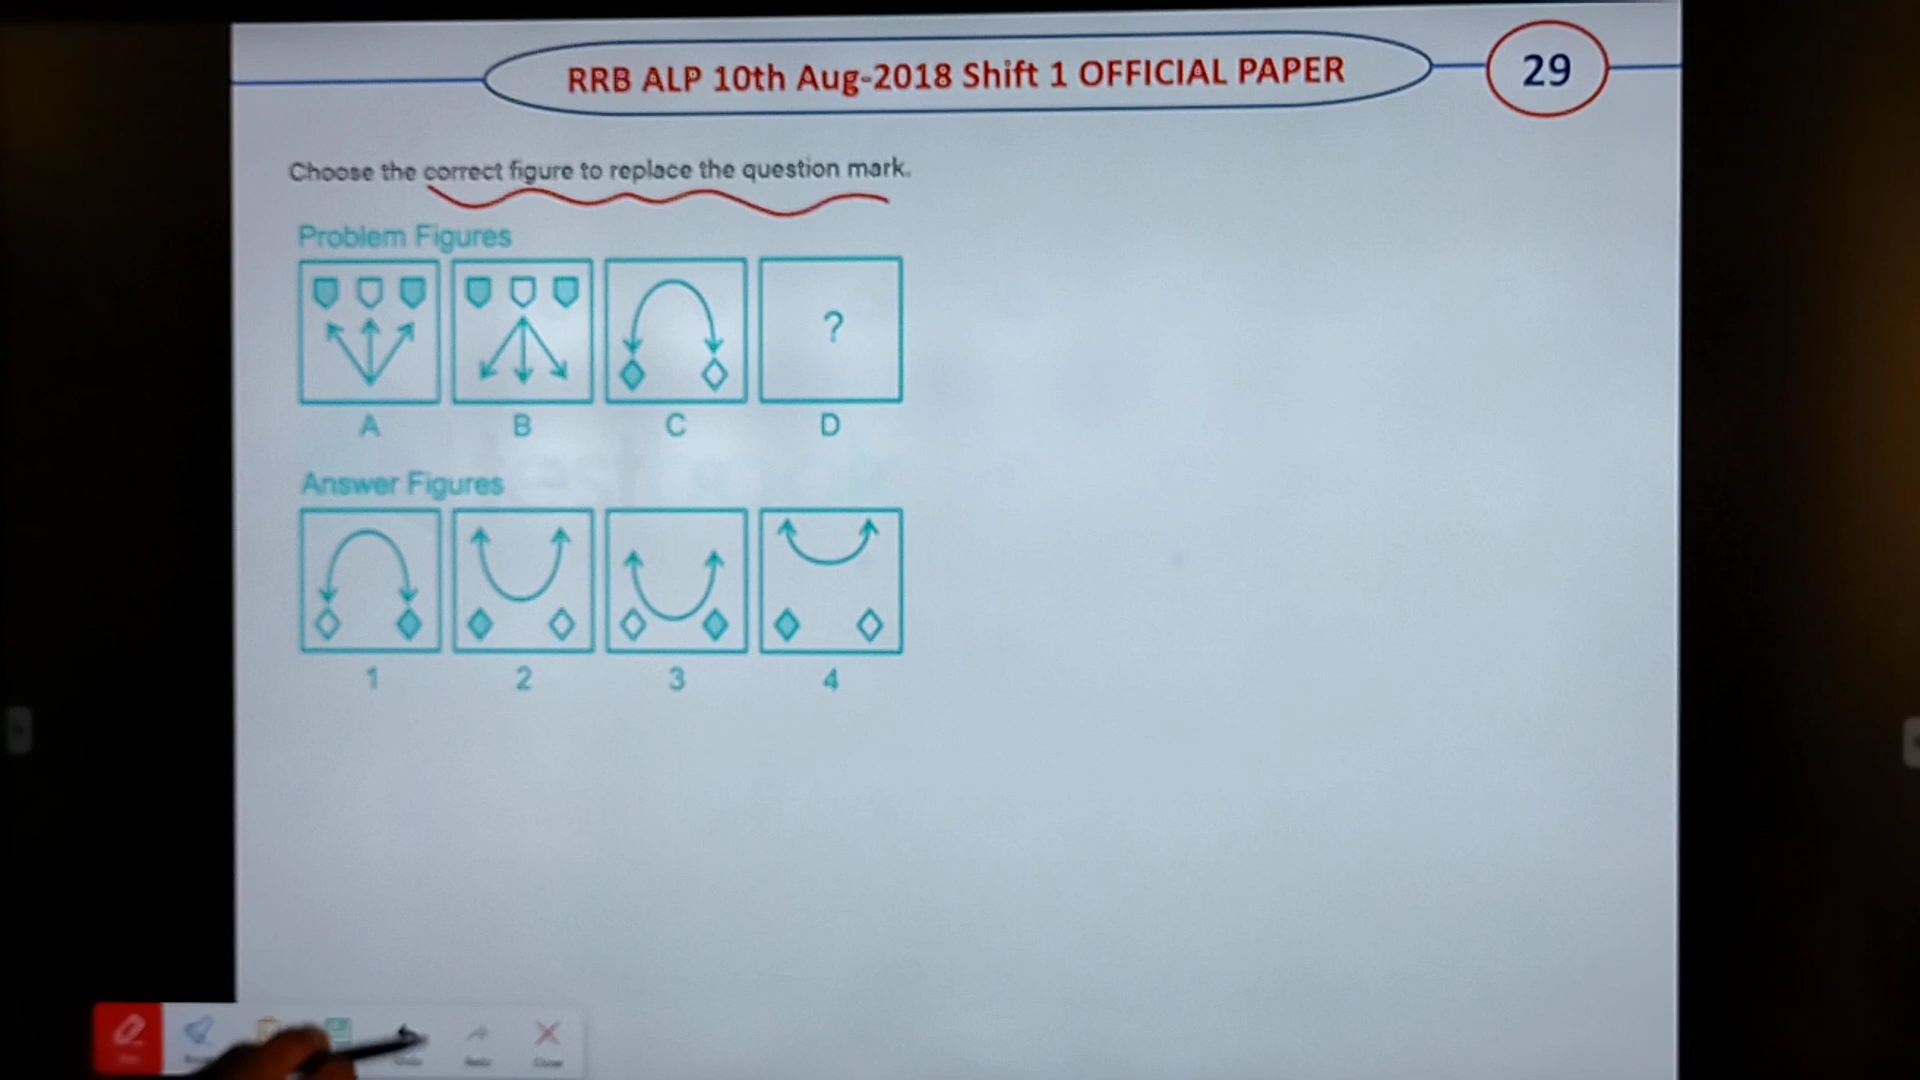 RRB ALP 10th Aug-2018 Shift 1 OFFICIAL PAPER
29
Choose the correct figure to replace the question mark.
Problem Figures
?
A B C D
Answer Figures
1 2 3 4
Close